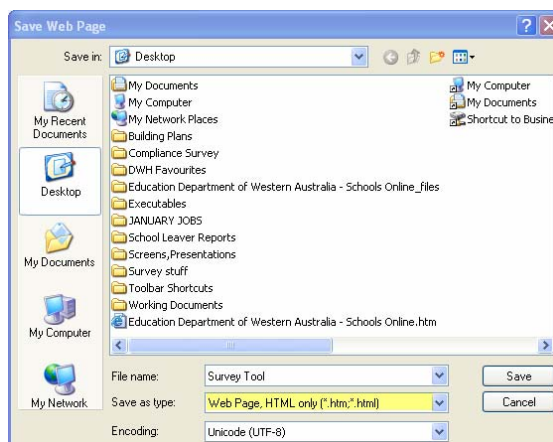 Save Web Page
Save in: Desktop
My Recent
Documents
Desktop
My Documents
My Computer
My Network
My Documents
My Computer
My Network Places
Building Plans
Compliance Survey
DWH Favourites
Education Department of Western Australia - Schools Online_files
Executables
JANUARY JOBS
School Leaver Reports
Screens,Presentations
Survey stuff
Toolbar Shortcuts
Working Documents
Education Department of Western Australia - Schools Online.htm
My Computer
My Documents
Shortcut to Busine
File name: Survey Tool Save
Save as type: Web Page, HTML only (*.htm;*.html) Cancel
Encoding: Unicode (UTF-8)